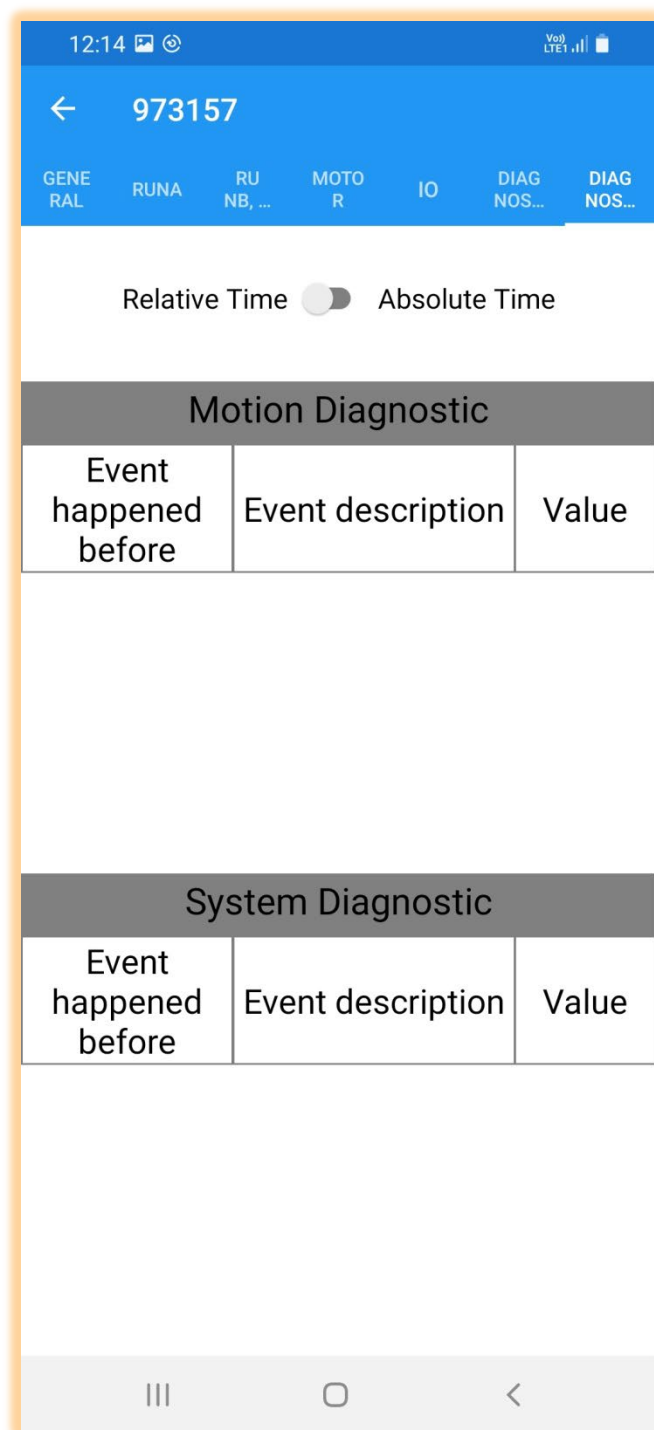 12:14
Vo))
LTE1
973157
GENE
RAL
RUNA
RU
NB, ...
MOTO
R
IO
DIAG
NOS...
DIAG
NOS...
Relative Time
Absolute Time
Motion Diagnostic
Event
happened
before
Event description
Value
System Diagnostic
Event
happened
before
Event description
Value